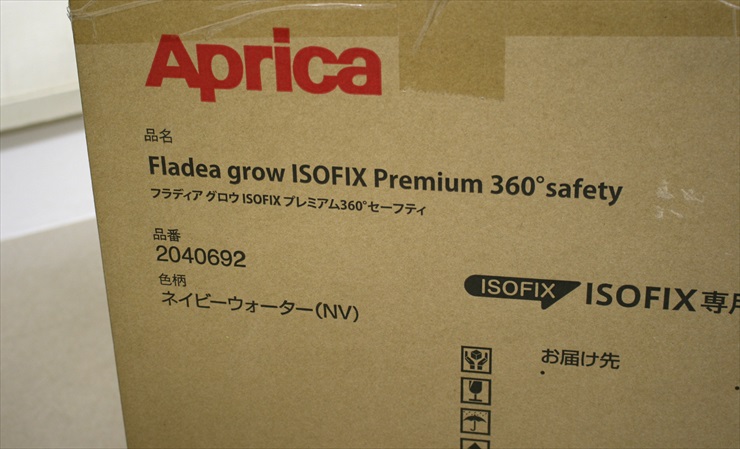 Aprica
品名
Fladea grow ISOFIX Premium 360°safety
フラディア グロウ ISOFIX プレミアム360°セーフティ
品番
2040692
色柄
ネイビーウォーター(NV)
ISOFIX ISOFIX専用
お届け先